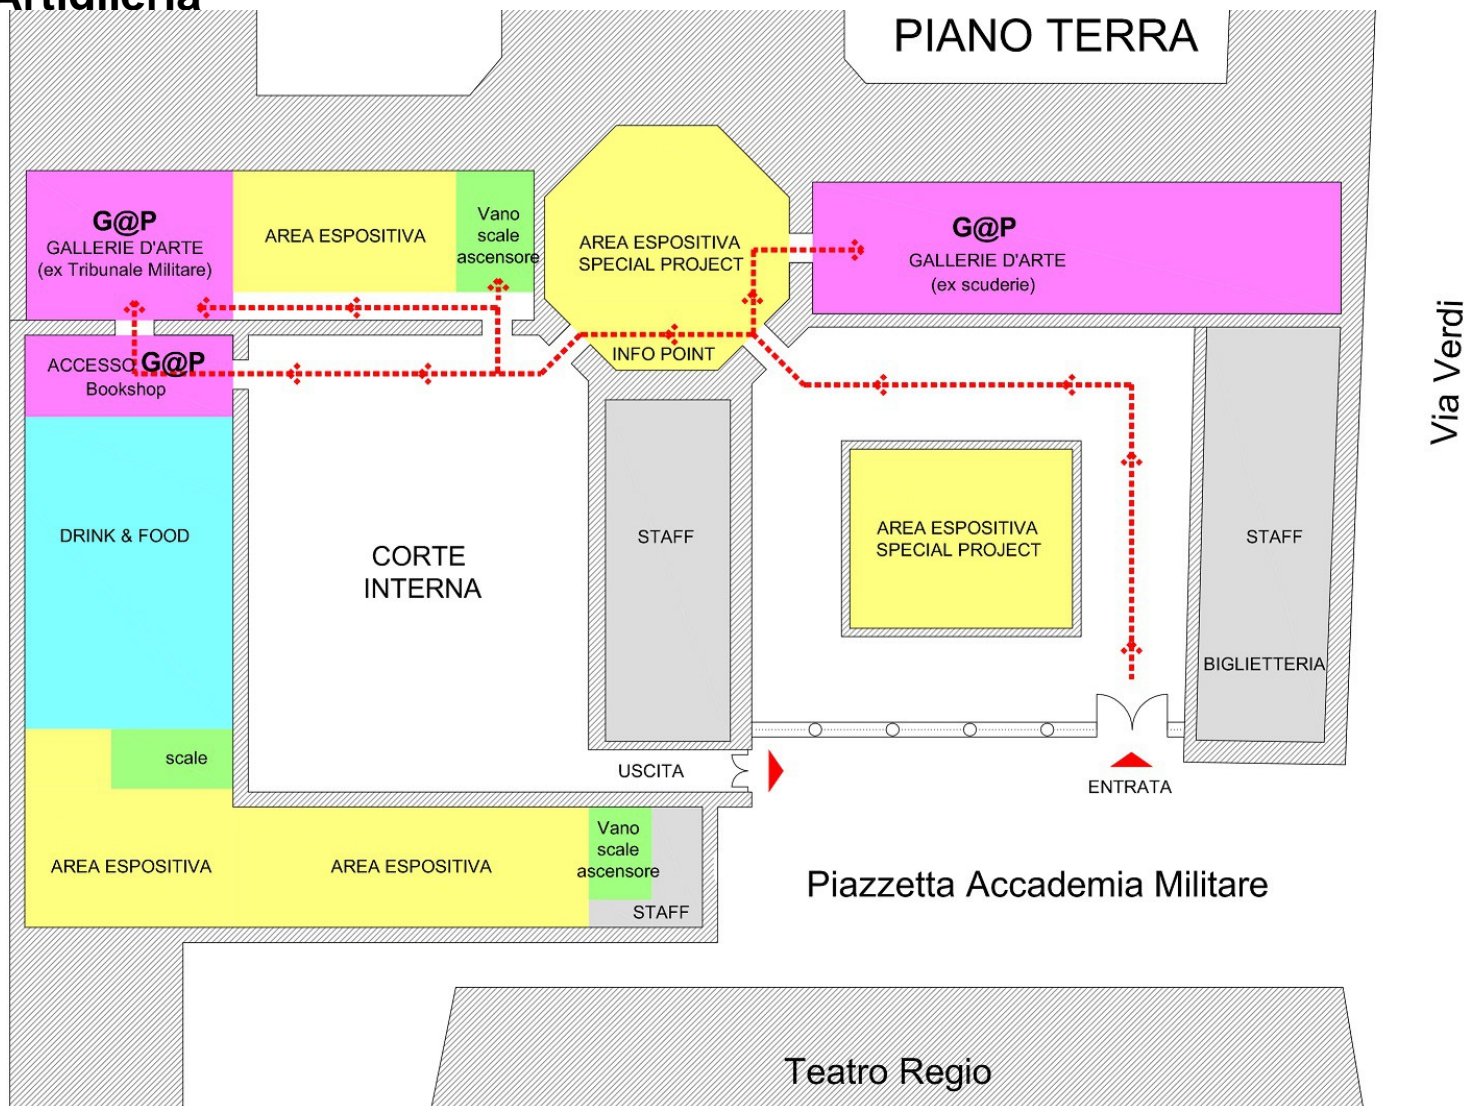 PIANO TERRA
G@P
GALLERIE D'ARTE
(ex Tribunale Militare)
AREA ESPOSITIVA
Vano
scale
ascensore
AREA ESPOSITIVA
SPECIAL PROJECT
INFO POINT
G@P
GALLERIE D'ARTE
(ex scuderie)
Via Verdi
ACCESSO G@P
Bookshop
DRINK & FOOD
CORTE
INTERNA
STAFF
AREA ESPOSITIVA
SPECIAL PROJECT
STAFF
BIGLIETTERIA
scale
USCITA
ENTRATA
AREA ESPOSITIVA
AREA ESPOSITIVA
Vano
scale
ascensore
STAFF
Piazzetta Accademia Militare
Teatro Regio